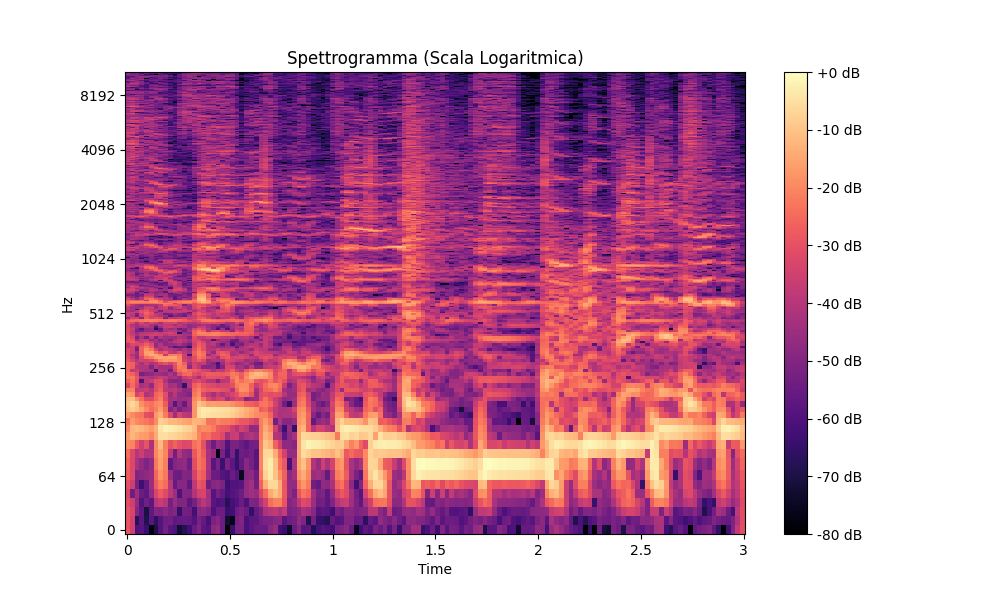 Spettrogramma (Scala Logaritmica)
Hz
8192
4096
2048
1024
512
256
128
64
0
0 0.5 1 1.5 2 2.5 3
Time
+0 dB
-10 dB
-20 dB
-30 dB
-40 dB
-50 dB
-60 dB
-70 dB
-80 dB